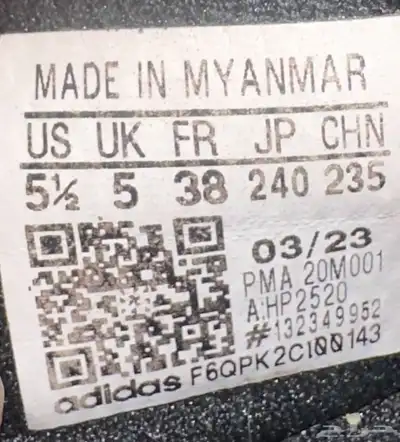 MADE IN MYANMAR
US UK FR JP CHN
5½ 5 38 240 235
03/23
PMA 20M001
A:HP2520
#132349952
adidas F6QPK2CI00143